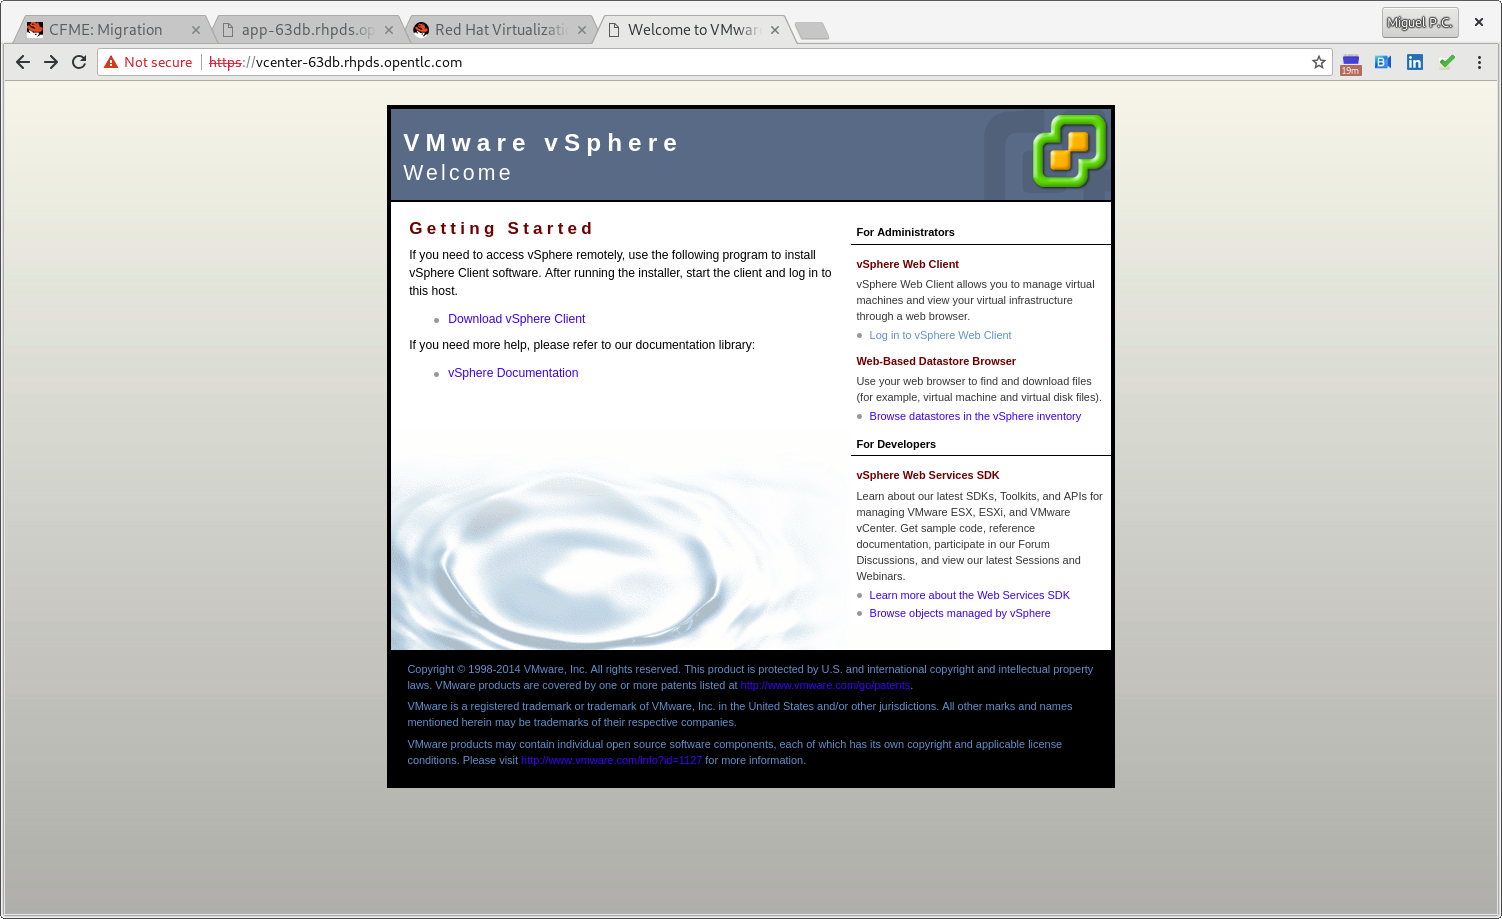 CFME: Migration
app-63db.rhpds.op
Red Hat Virtualizati
Welcome to VMwar
Miguel P.C.
Not secure https://vcenter-63db.rhpds.opentlc.com
19m
VMware vSphere
Welcome
Getting Started
If you need to access vSphere remotely, use the following program to install
vSphere Client software. After running the installer, start the client and log in to
this host.
Download vSphere Client
If you need more help, please refer to our documentation library:
vSphere Documentation
For Administrators
vSphere Web Client
vSphere Web Client allows you to manage virtual
machines and view your virtual infrastructure
through a web browser.
Log in to vSphere Web Client
Web-Based Datastore Browser
Use your web browser to find and download files
(for example, virtual machine and virtual disk files).
Browse datastores in the vSphere inventory
For Developers
vSphere Web Services SDK
Learn about our latest SDKs, Toolkits, and APIs for
managing VMware ESX, ESXi, and VMware
vCenter. Get sample code, reference
documentation, participate in our Forum
Discussions, and view our latest Sessions and
Webinars.
Learn more about the Web Services SDK
Browse objects managed by vSphere
Copyright © 1998-2014 VMware, Inc. All rights reserved. This product is protected by U.S. and international copyright and intellectual property
laws. VMware products are covered by one or more patents listed at http://www.vmware.com/go/patents.
VMware is a registered trademark or trademark of VMware, Inc. in the United States and/or other jurisdictions. All other marks and names
mentioned herein may be trademarks of their respective companies.
VMware products may contain individual open source software components, each of which has its own copyright and applicable license
conditions. Please visit http://www.vmware.com/info?id=1127 for more information.